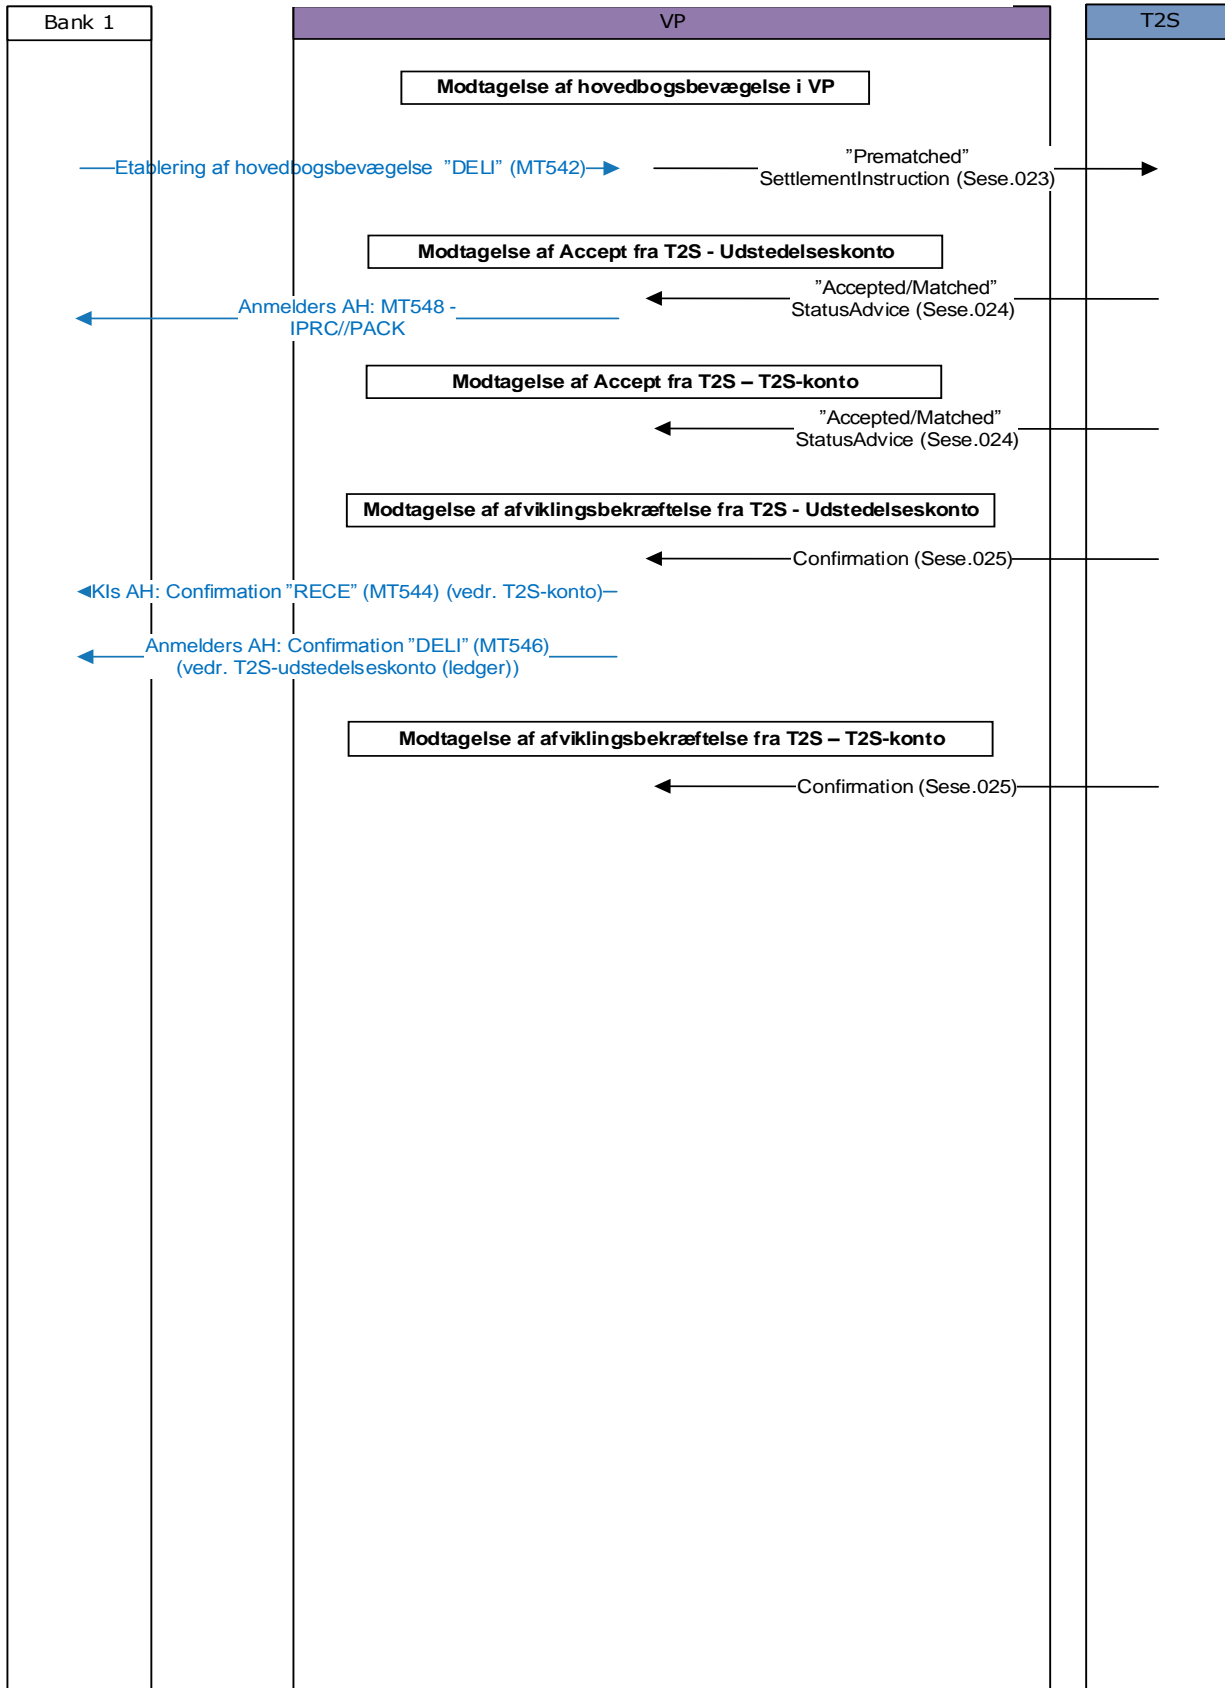 Bank 1
VP
T2S
Modtagelse af hovedbogsbevægelse i VP
Etablering af hovedbogsbevægelse ”DELI” (MT542)
”Prematched”
SettlementInstruction (Sese.023)
Modtagelse af Accept fra T2S - Udstedelseskonto
”Accepted/Matched”
StatusAdvice (Sese.024)
Anmelders AH: MT548 -
IPRC//PACK
Modtagelse af Accept fra T2S – T2S-konto
”Accepted/Matched”
StatusAdvice (Sese.024)
Modtagelse af afviklingsbekræftelse fra T2S - Udstedelseskonto
Confirmation (Sese.025)
KIs AH: Confirmation ”RECE” (MT544) (vedr. T2S-konto)
Anmelders AH: Confirmation ”DELI” (MT546)
(vedr. T2S-udstedelseskonto (ledger))
Modtagelse af afviklingsbekræftelse fra T2S – T2S-konto
Confirmation (Sese.025)